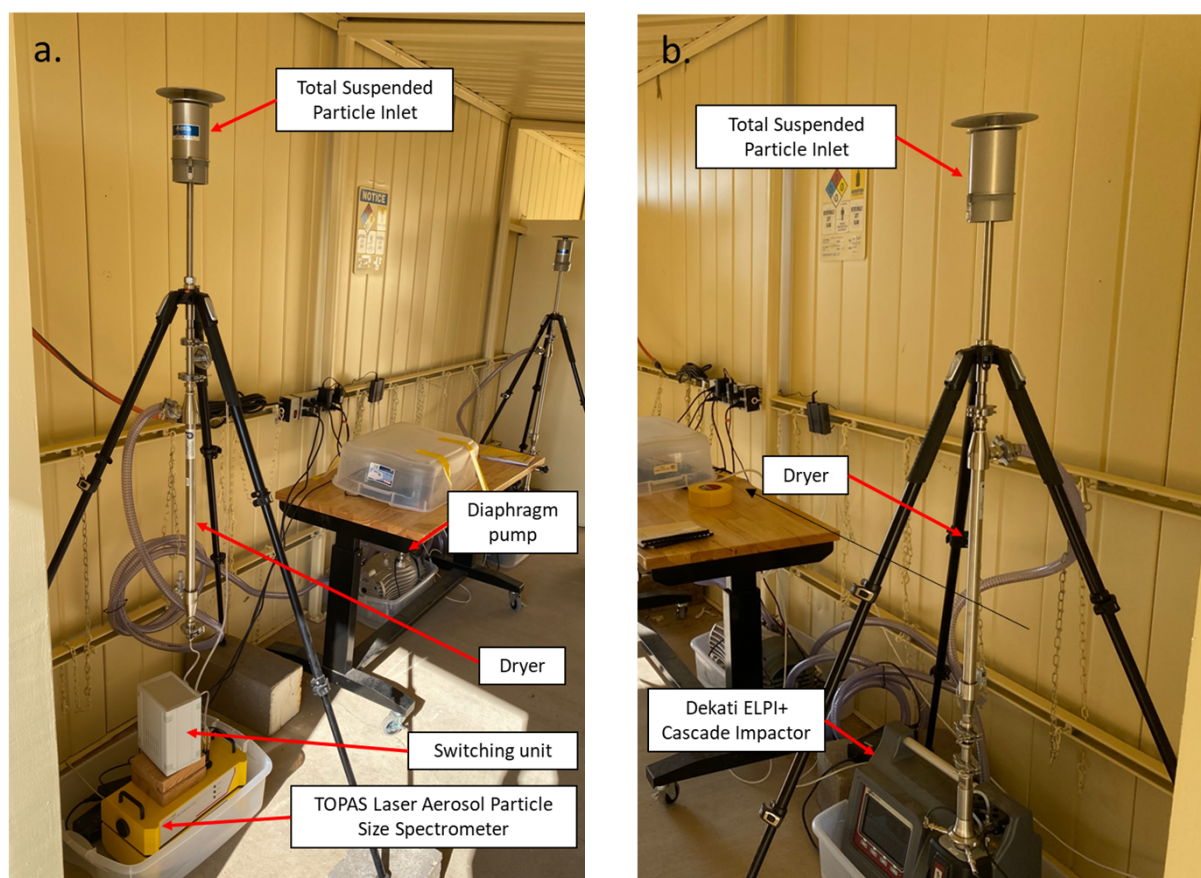 a.
Total Suspended
Particle Inlet
NOTICE
Diaphragm
pump
Dryer
Switching unit
TOPAS Laser Aerosol Particle
Size Spectrometer
b.
Total Suspended
Particle Inlet
Dryer
Dekati ELPI+
Cascade Impactor